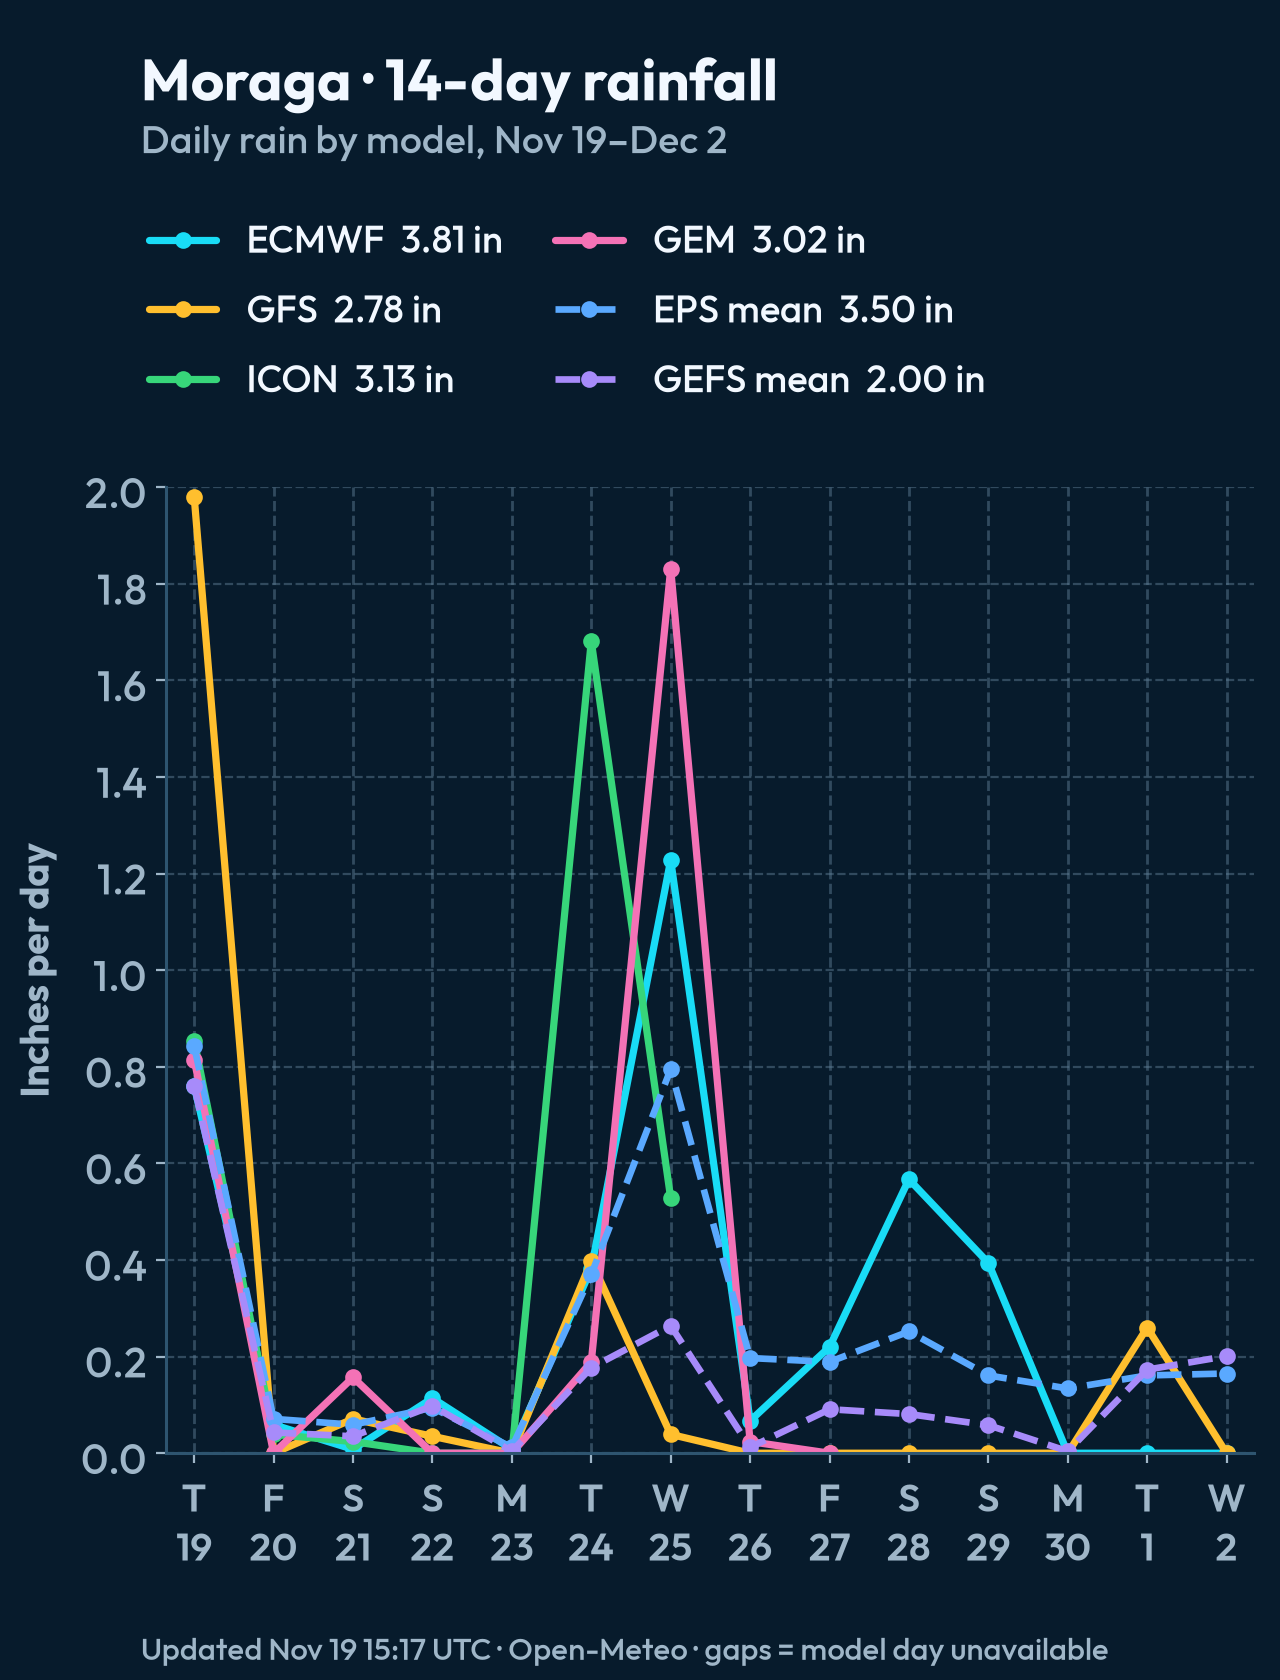 Moraga · 14-day rainfall
Daily rain by model, Nov 19–Dec 2
ECMWF 3.81 in
GEM 3.02 in
GFS 2.78 in
EPS mean 3.50 in
ICON 3.13 in
GEFS mean 2.00 in
Inches per day
2.0
1.8
1.6
1.4
1.2
1.0
0.8
0.6
0.4
0.2
0.0
T F S S M T W T F S S M T W
19 20 21 22 23 24 25 26 27 28 29 30 1 2
Updated Nov 19 15:17 UTC · Open-Meteo · gaps = model day unavailable